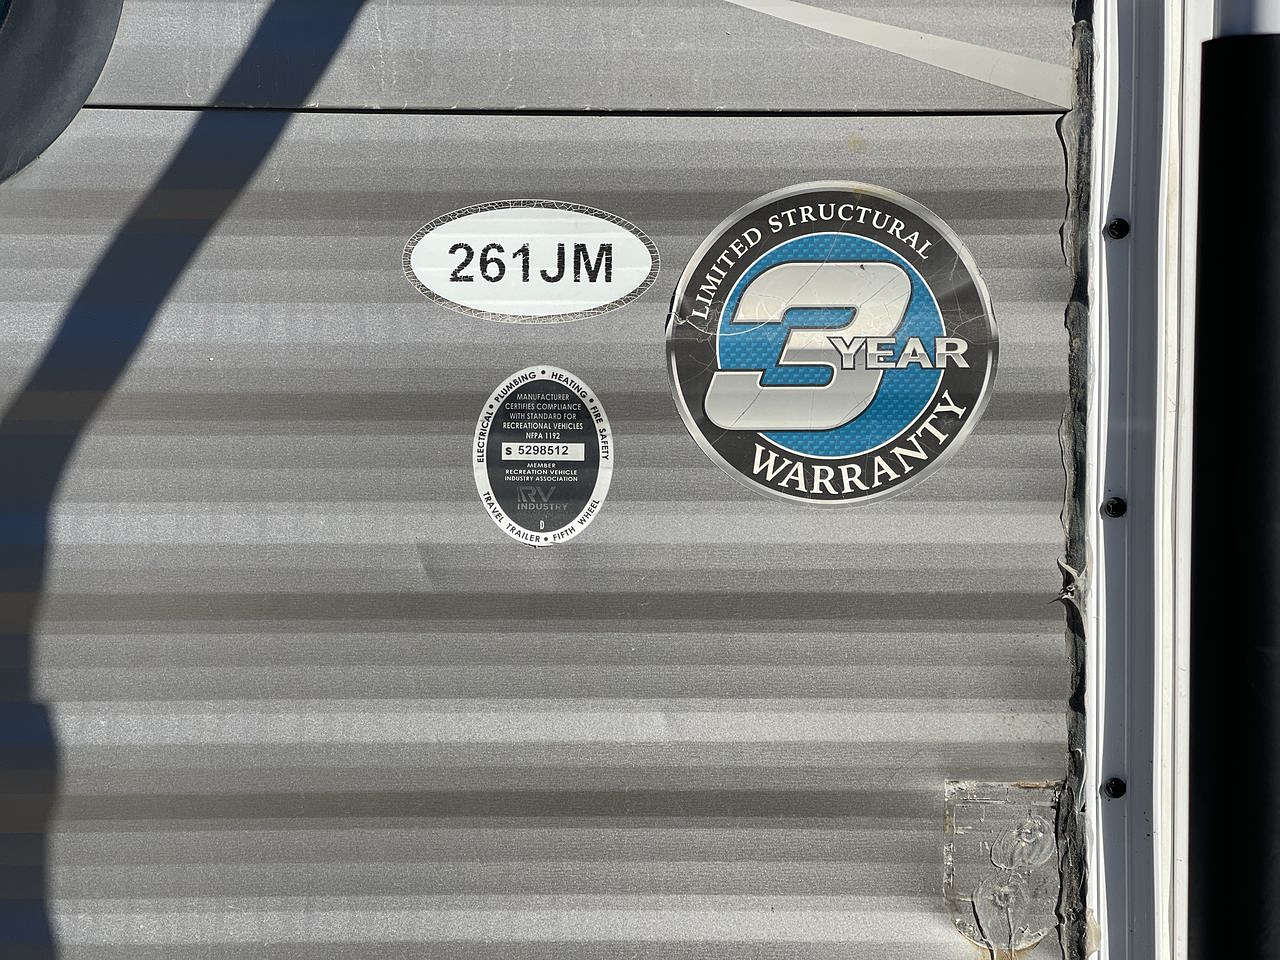 261JM
LIMITED STRUCTURAL
3
YEAR
WARRANTY
ELECTRICAL • PLUMBING • HEATING • FIRE SAFETY
MANUFACTURER
CERTIFIES COMPLIANCE
WITH STANDARD FOR
RECREATIONAL VEHICLES
NFPA 1192
S 5298512
MEMBER
RECREATION VEHICLE
INDUSTRY ASSOCIATION
RV
INDUSTRY
D
TRAVEL TRAILER • FIFTH WHEEL